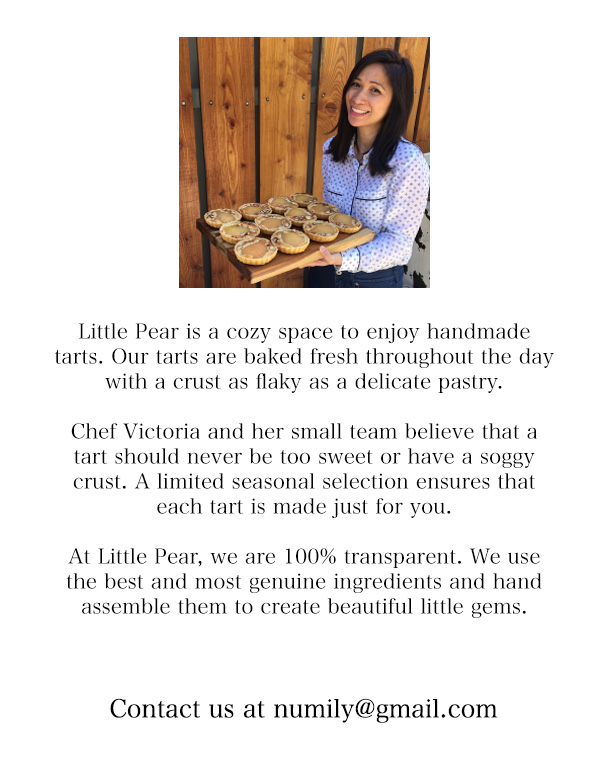 Little Pear is a cozy space to enjoy handmade
tarts. Our tarts are baked fresh throughout the day
with a crust as flaky as a delicate pastry.
Chef Victoria and her small team believe that a
tart should never be too sweet or have a soggy
crust. A limited seasonal selection ensures that
each tart is made just for you.
At Little Pear, we are 100% transparent. We use
the best and most genuine ingredients and hand
assemble them to create beautiful little gems.
Contact us at numily@gmail.com